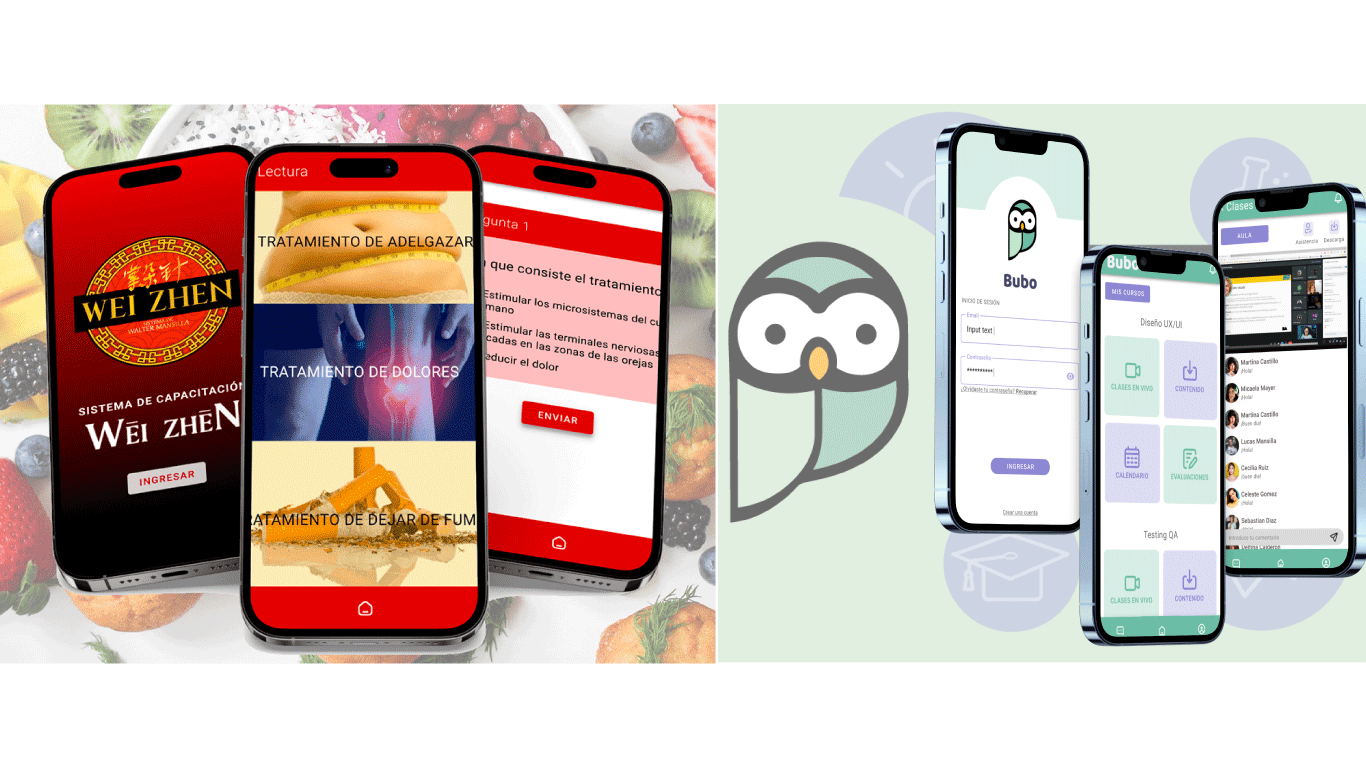 WEI ZHEN
SISTEMA DE
WALTER MANSILLA
SISTEMA DE CAPACITACIÓN
WĒI ZHĒN
INGRESAR
Lectura
TRATAMIENTO DE ADELGAZAR
TRATAMIENTO DE DOLORES
RATAMIENTO DE DEJAR DE FUM
gunta 1
que consiste el tratamiento
Estimular los microsistemas del cu
mano
Estimular las terminales nerviosas
cadas en las zonas de las orejas
educir el dolor
ENVIAR
Bubo
INICIO DE SESIÓN
Email
Input text
Contraseña
**********
¿Olvidaste tu contraseña? Recuperar
INGRESAR
Crear una cuenta
Bubo
MIS CURSOS
Diseño UX/UI
CLASES EN VIVO
CONTENIDO
CALENDARIO
EVALUACIONES
Testing QA
CLASES EN VIVO
CONTENIDO
Clases
AULA
Asistencia
Descarga
Martina Castillo
¡Hola!
Micaela Mayer
¡Hola!
Martina Castillo
¡Buen dia!
Lucas Mansilla
¡Hola!
Cecilia Ruiz
¡Buen dia!
Celeste Gomez
¡Hola!
Sebastian Diaz
¡Hola!
Introduce tu comentario